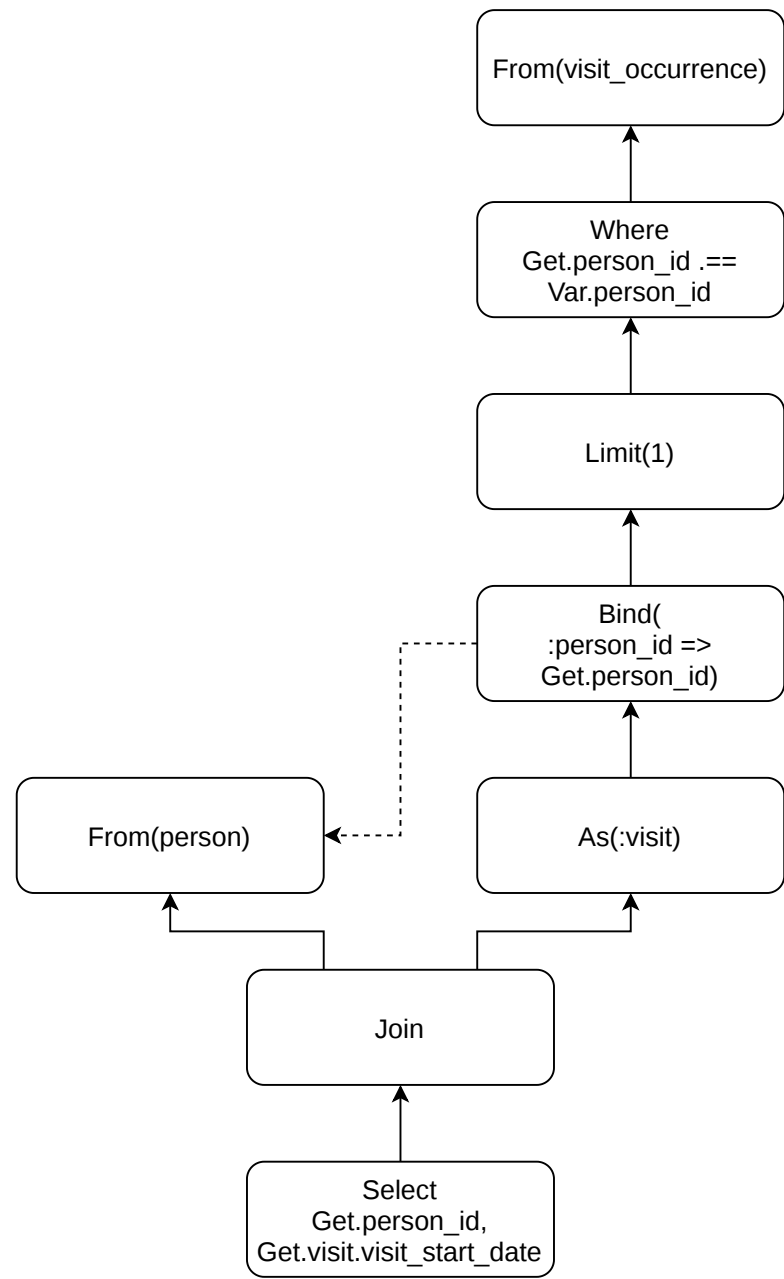 From(visit_occurrence)
Where
Get.person_id .==
Var.person_id
Limit(1)
Bind(
:person_id =>
Get.person_id)
From(person)
As(:visit)
Join
Select
Get.person_id,
Get.visit.visit_start_date